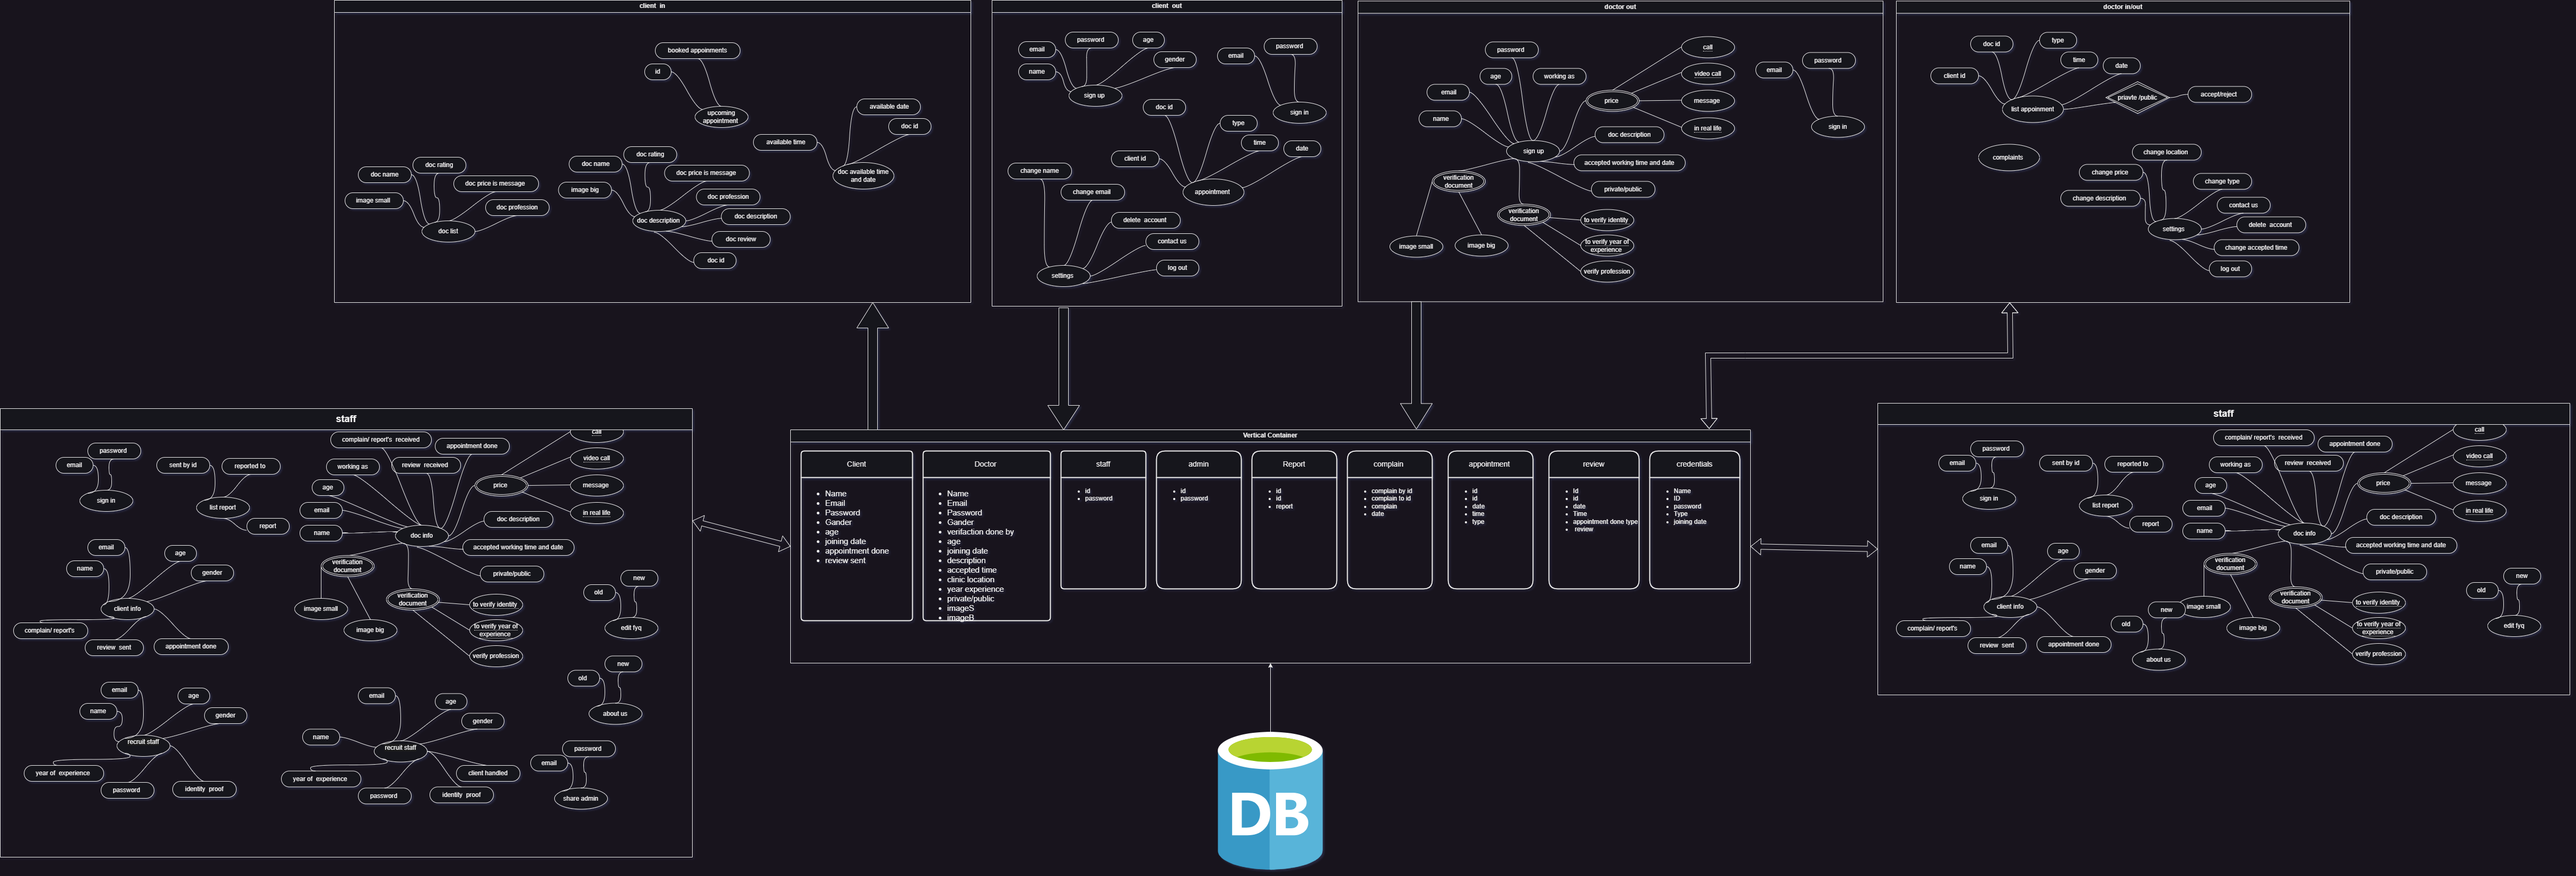 client in
booked appoinments
id
upcoming
appointment
available date
doc id
available time
doc available time
and date
doc rating
doc name
doc price is message
image small
doc profession
doc list
doc rating
doc name
doc price is message
image big
doc profession
doc description
doc description
doc review
doc id
client out
password
age
email
gender
name
sign up
password
email
sign in
doc id
type
time
date
client id
appointment
change name
change email
delete account
contact us
log out
settings
doctor out
password
call
age
working as
video call
email
price
message
name
in real life
doc description
sign up
accepted working time and date
verification
document
private/public
verification
document
to verify identity
image small
image big
to verify year of
experience
verify profession
password
email
sign in
doctor in/out
doc id
type
time
date
client id
priavte /public
accept/reject
list appoinment
complaints
change location
change price
change type
change description
contact us
delete account
settings
change accepted time
log out
staff
password
email
sign in
sent by id
reported to
list report
report
complain/ report's received
appointment done
call
working as
review received
video call
age
price
message
email
in real life
doc description
name
doc info
accepted working time and date
verification
document
private/public
verification
document
to verify identity
image small
image big
to verify year of
experience
verify profession
email
age
name
gender
client info
complain/ report's
review sent
appointment done
new
old
edit fyq
new
old
about us
email
age
name
gender
recruit staff
year of experience
password
identity proof
email
age
gender
name
recruit staff
year of experience
client handled
password
identity proof
password
email
share admin
Vertical Container
Client
Name
Email
Password
Gander
age
joining date
appointment done
review sent
Doctor
Name
Email
Password
Gander
verifaction done by
age
joining date
description
accepted time
clinic location
year experience
private/public
imageS
imageB
staff
id
password
admin
id
password
Report
id
id
report
complain
complain by id
complain to id
complain
date
appointment
id
id
date
time
type
review
Id
id
date
Time
appointment done type
review
credentials
Name
ID
password
Type
joining date
DB
staff
password
email
sign in
sent by id
reported to
list report
report
complain/ report's received
appointment done
call
working as
review received
video call
age
price
message
email
in real life
doc description
name
doc info
accepted working time and date
verification
document
private/public
verification
document
to verify identity
image small
image big
to verify year of
experience
verify profession
email
age
name
gender
client info
complain/ report's
review sent
appointment done
new
old
about us
new
old
edit fyq